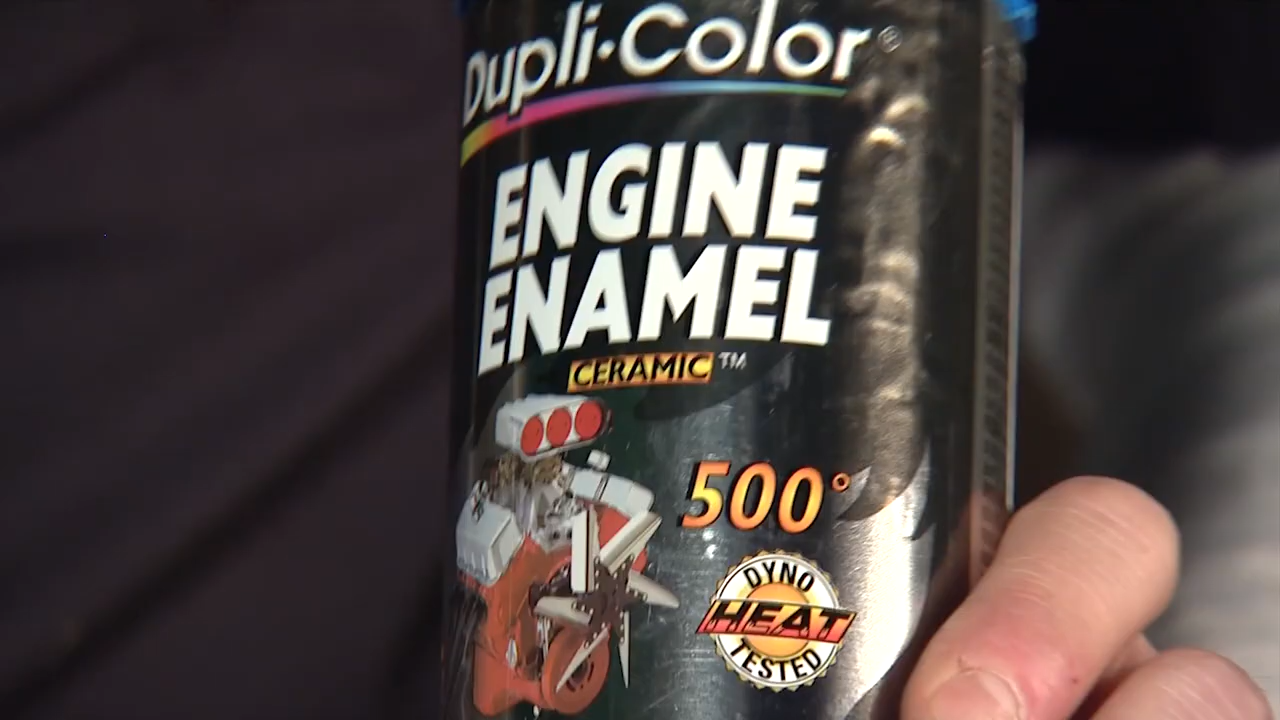 Dupli·Color®
ENGINE
ENAMEL
CERAMIC™
500°
DYNO
HEAT
TESTED